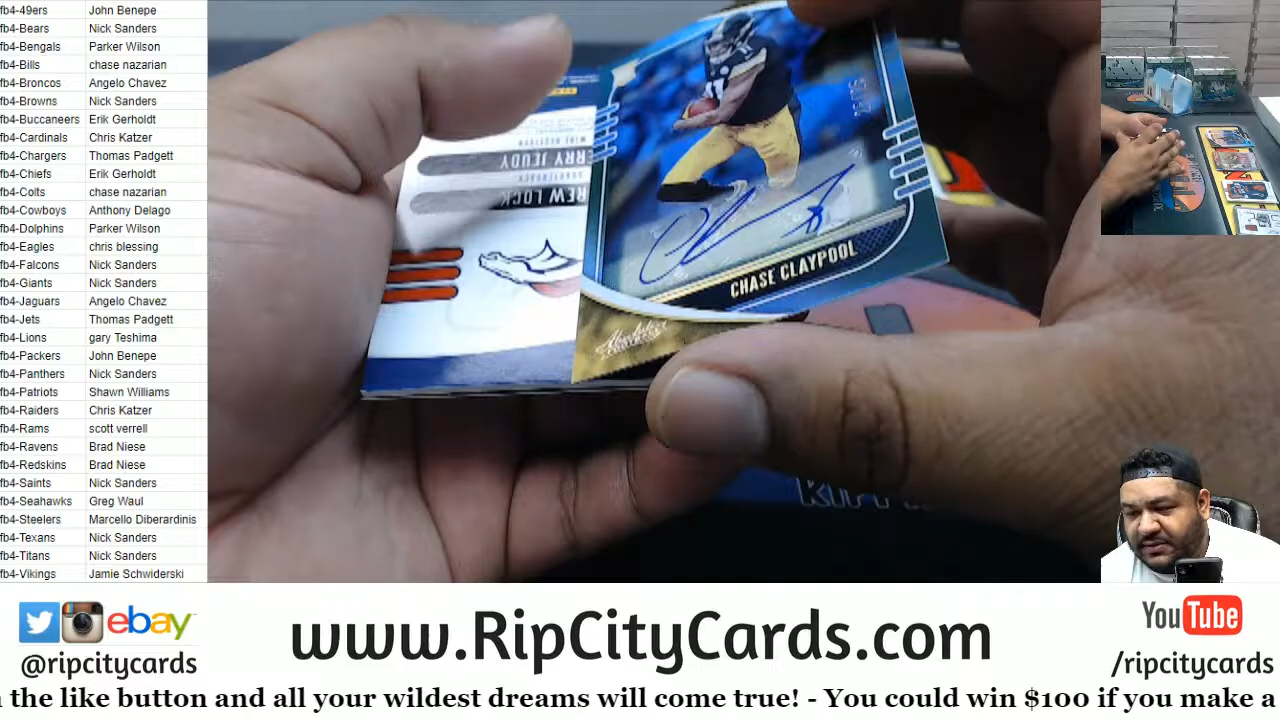 fb4-49ers John Benepe
fb4-Bears Nick Sanders
fb4-Bengals Parker Wilson
fb4-Bills chase nazarian
fb4-Broncos Angelo Chavez
fb4-Browns Nick Sanders
fb4-Buccaneers Erik Gerholdt
fb4-Cardinals Chris Katzer
fb4-Chargers Thomas Padgett
fb4-Chiefs Erik Gerholdt
fb4-Colts chase nazarian
fb4-Cowboys Anthony Delago
fb4-Dolphins Parker Wilson
fb4-Eagles chris blessing
fb4-Falcons Nick Sanders
fb4-Giants Nick Sanders
fb4-Jaguars Angelo Chavez
fb4-Jets Thomas Padgett
fb4-Lions gary Teshima
fb4-Packers John Benepe
fb4-Panthers Nick Sanders
fb4-Patriots Shawn Williams
fb4-Raiders Chris Katzer
fb4-Rams scott verrell
fb4-Ravens Brad Niese
fb4-Redskins Brad Niese
fb4-Saints Nick Sanders
fb4-Seahawks Greg Waul
fb4-Steelers Marcello Diberardinis
fb4-Texans Nick Sanders
fb4-Titans Nick Sanders
fb4-Vikings Jamie Schwiderski
WIDE RECEIVER
ERRY JEUDY
QUARTERBACK
REW LOCK
CHASE CLAYPOOL
Absolute
ebay
@ripcitycards
www.RipCityCards.com
YouTube
/ripcitycards
n the like button and all your wildest dreams will come true! - You could win $100 if you make a